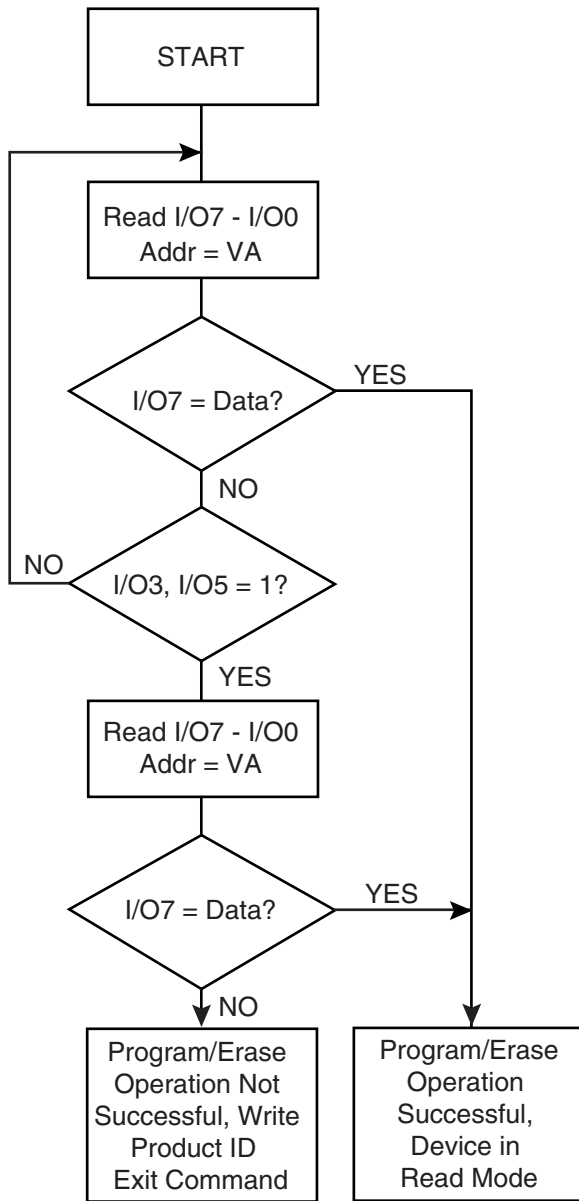 START
Read I/O7 - I/O0
Addr = VA
I/O7 = Data?
YES
NO
NO
I/O3, I/O5 = 1?
YES
Read I/O7 - I/O0
Addr = VA
I/O7 = Data?
YES
NO
Program/Erase
Operation Not
Successful, Write
Product ID
Exit Command
Program/Erase
Operation
Successful,
Device in
Read Mode